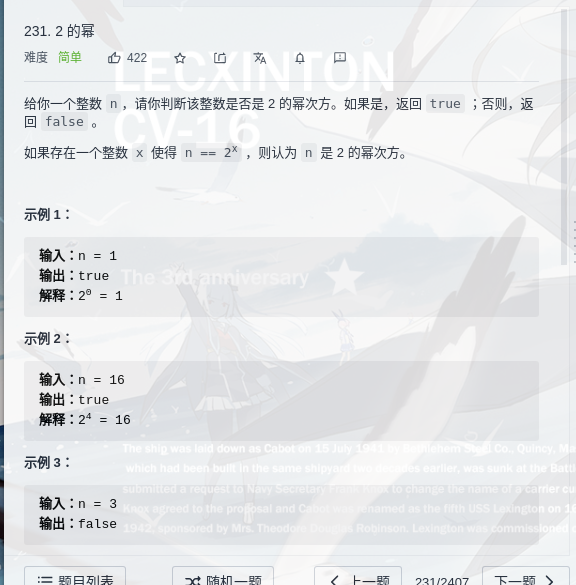 231. 2 的幂
难度 简单 422
LEXINTON
CV-16
给你一个整数 n ，请你判断该整数是否是 2 的幂次方。如果是，返回 true ；否则，返
回 false 。
如果存在一个整数 x 使得 n == 2ˣ ，则认为 n 是 2 的幂次方。
示例 1：
输入：n = 1
输出：true
The 3rd anniversary
解释：2⁰ = 1
示例 2：
输入：n = 16
输出：true
解释：2⁴ = 16
The ship was laid down as Cabot on 15 July 1941 at Bethlehem Steel Co., Quincy, Ma
示例 3：
which had been built in the same shipyard two decades earlier, was sunk at the Battl
submitted a request to Navy Secretary Frank Knox to change the name of a carrier cu
输入：n = 3
Knox agreed to the proposal and Cabot was renamed as the fifth USS Lexington on 16
输出：false
1942, sponsored by Mrs. Theodore Douglas Robinson. Lexington was commissioned o
题目列表 随机一题 上一题 231/2407 下一题